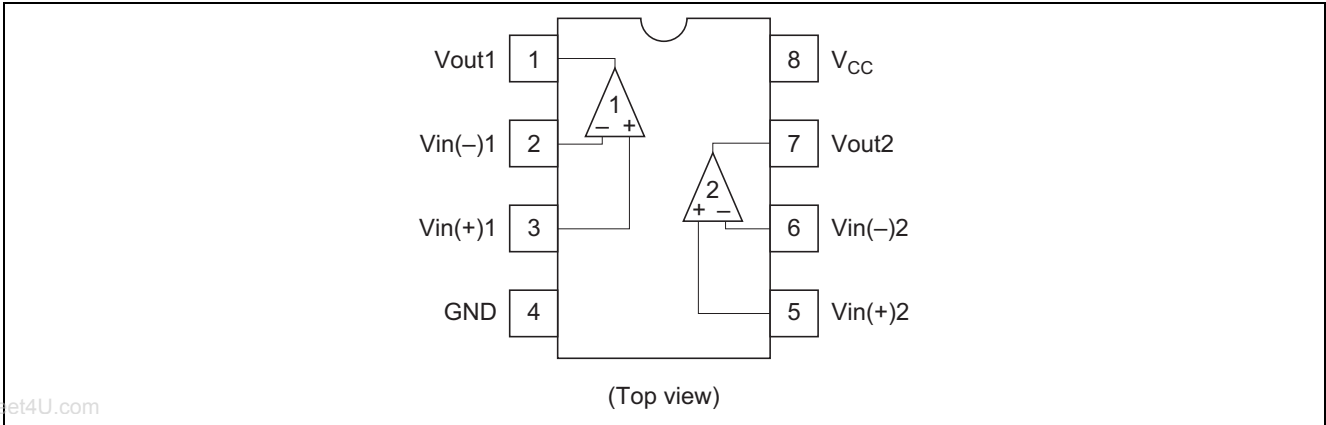 Vout1 1 8 VCC
1
– +
Vin(–)1 2 7 Vout2
2
+ –
Vin(+)1 3 6 Vin(–)2
GND 4 5 Vin(+)2
(Top view)
et4U.com